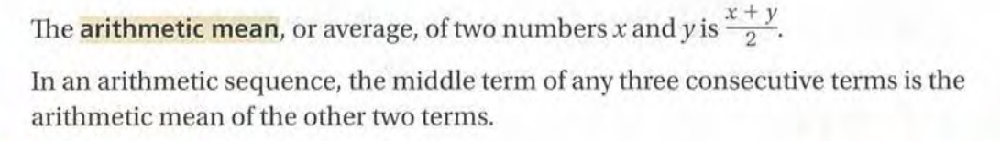 The arithmetic mean, or average, of two numbers x and y is \frac{x + y}{2}.
In an arithmetic sequence, the middle term of any three consecutive terms is the
arithmetic mean of the other two terms.